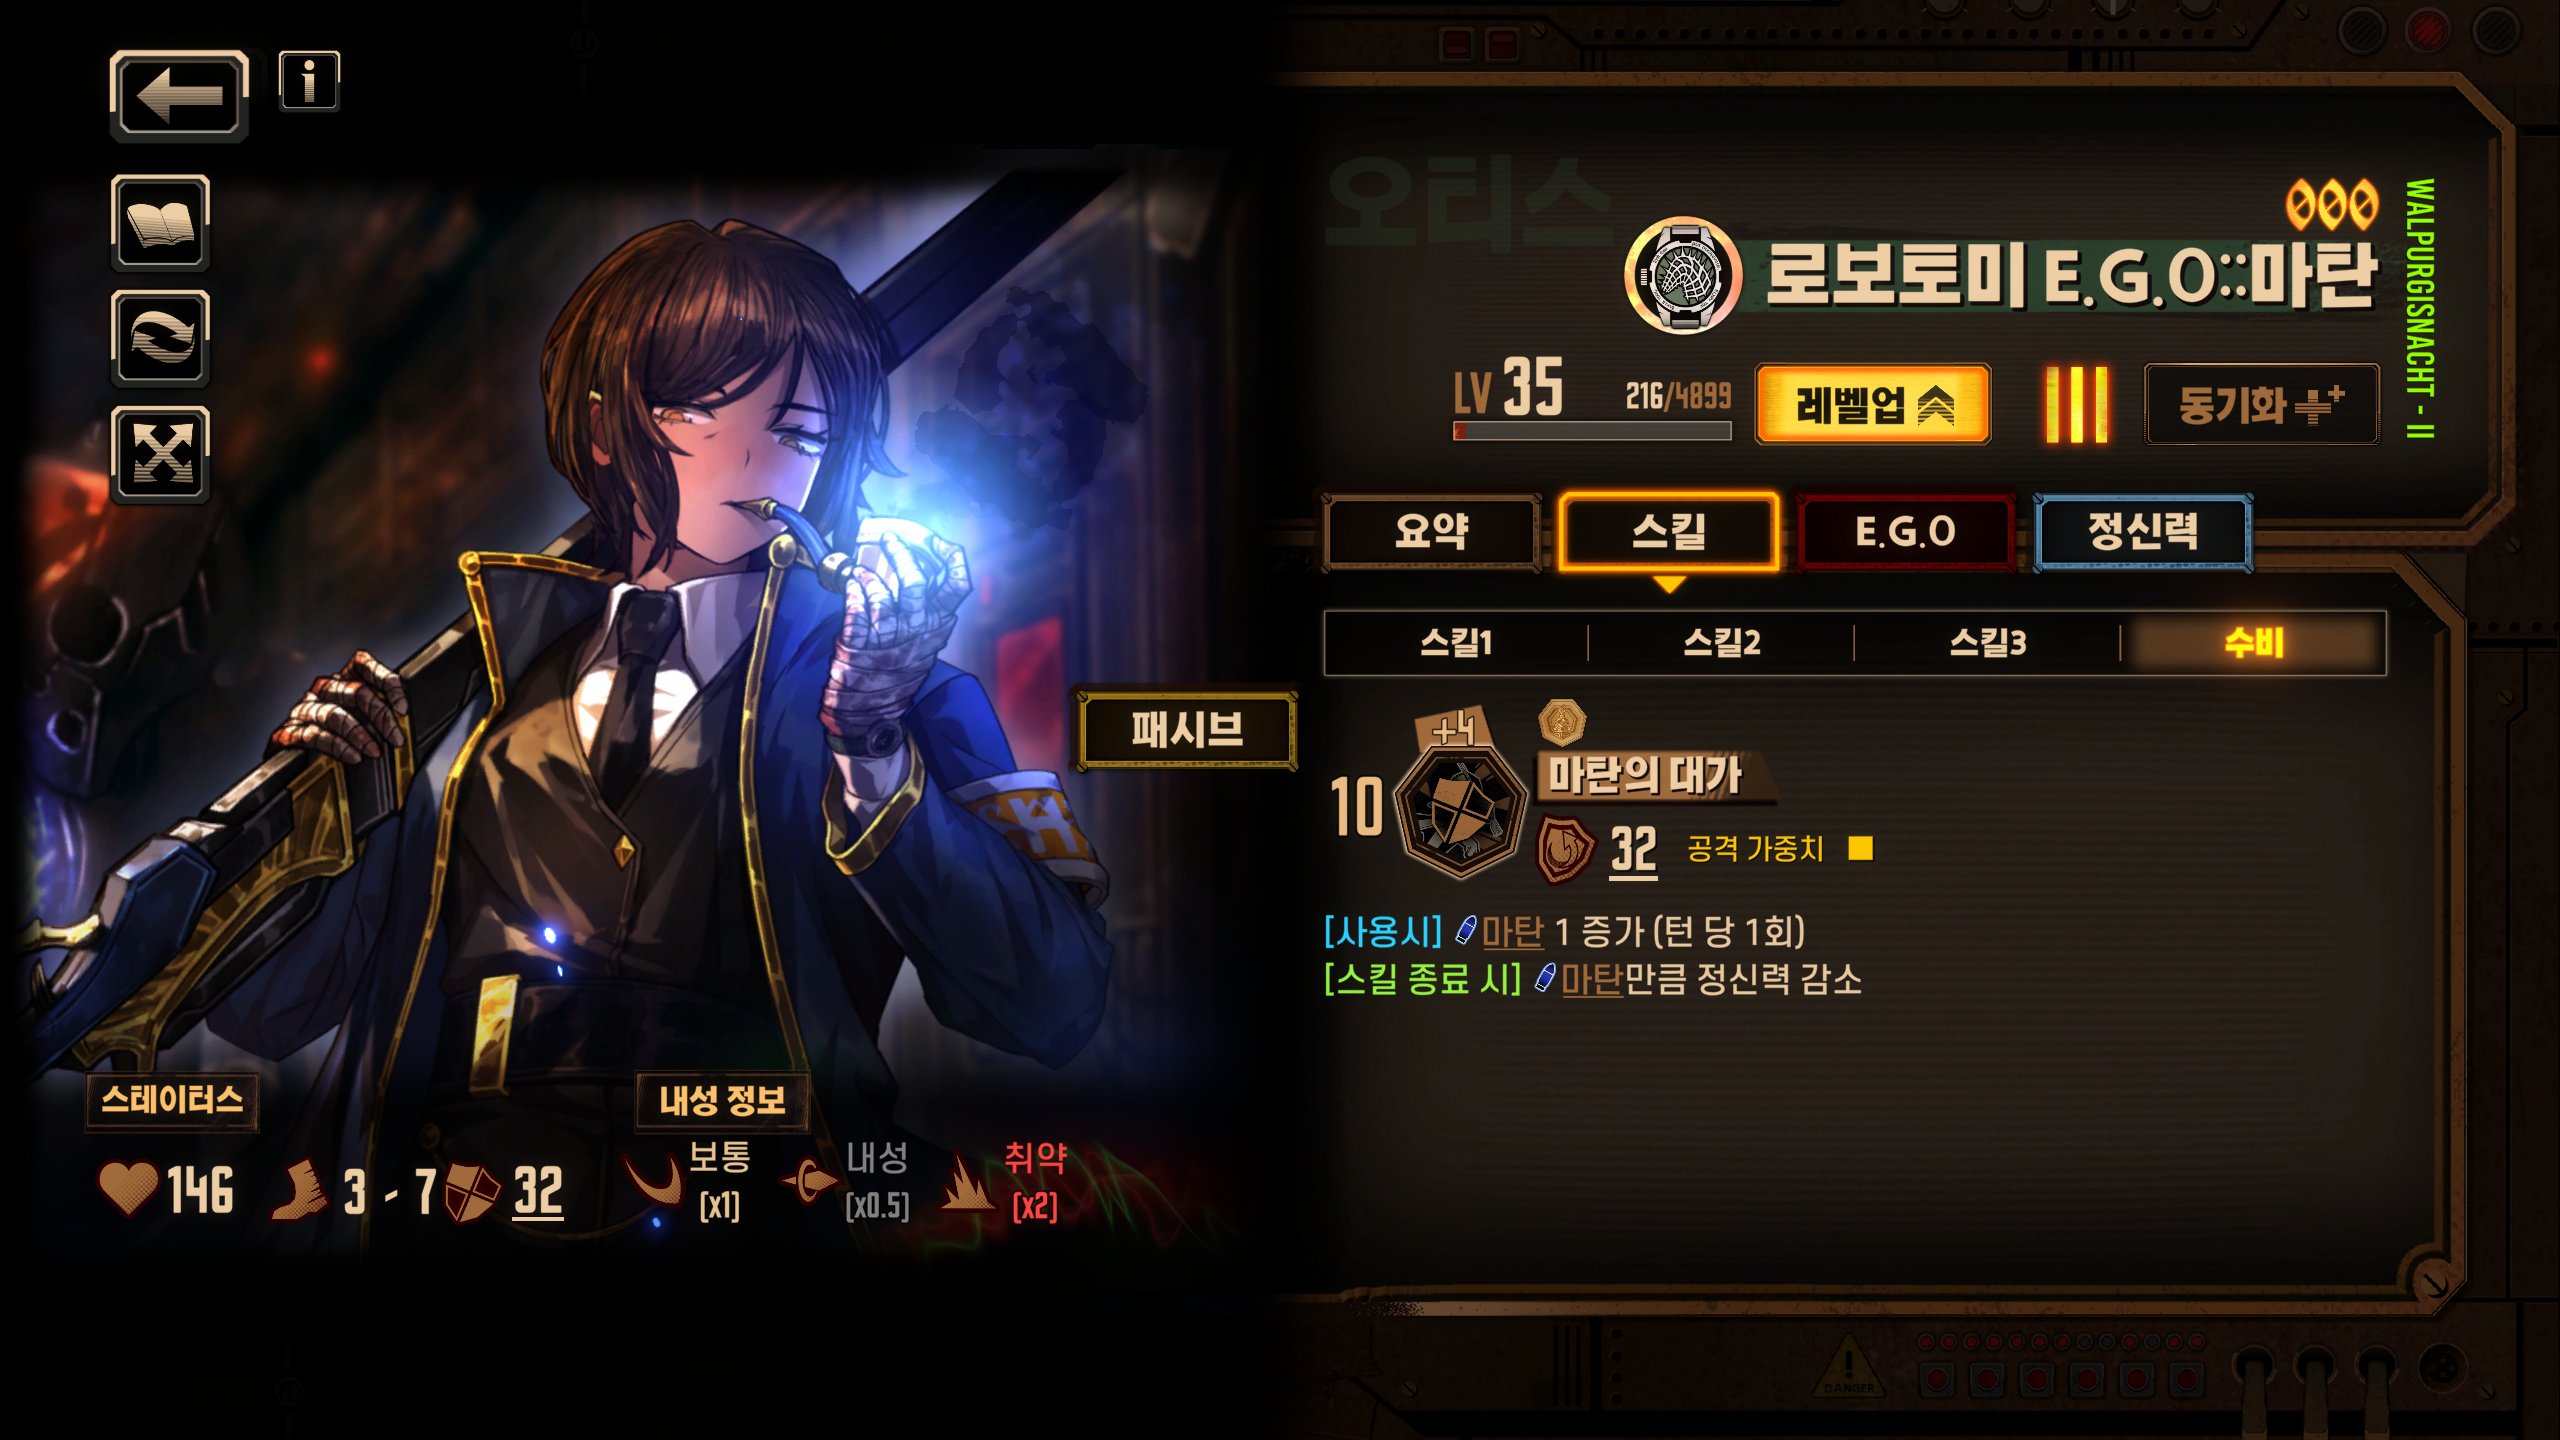 오티스
로보토미 E.G.O::마탄
WALPURGISNACHT - II
LV 35
216/4899
레벨업
동기화
요약
스킬
E.G.O
정신력
스킬1
스킬2
스킬3
수비
패시브
+4
10
마탄의 대가
32
공격 가중치
[사용시] 마탄 1 증가 (턴 당 1회)
[스킬 종료 시] 마탄만큼 정신력 감소
스테이터스
146
3 - 7
32
내성 정보
보통
[x1]
내성
[x0.5]
취약
[x2]
DANGER